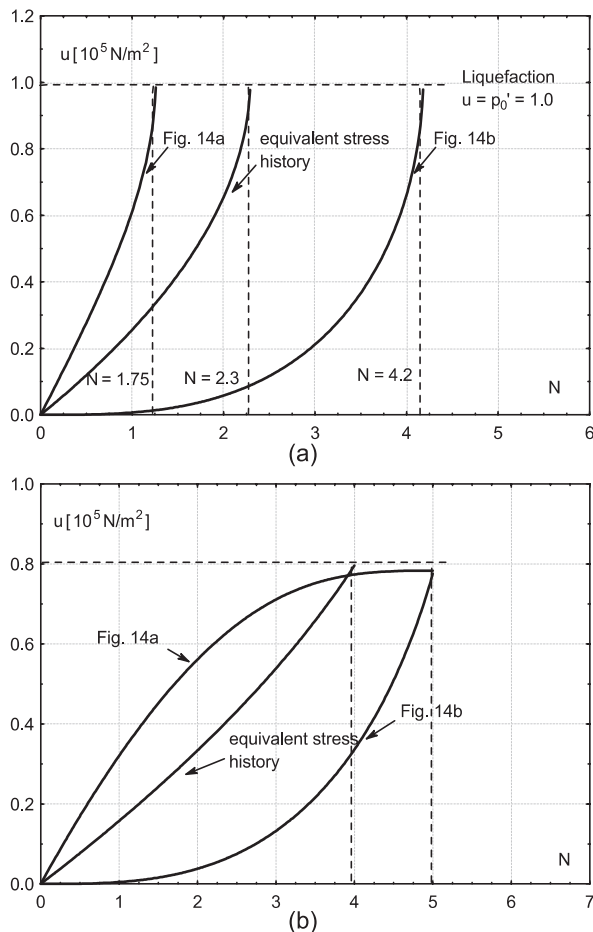 u [10⁵ N/m²]
1.2
1.0
0.8
0.6
0.4
0.2
0.0
Liquefaction
u = p₀' = 1.0
Fig. 14a
equivalent stress
history
Fig. 14b
N = 1.75
N = 2.3
N = 4.2
N
0 1 2 3 4 5 6
(a)
u [10⁵ N/m²]
1.0
0.8
0.6
0.4
0.2
0.0
Fig. 14a
equivalent stress
history
Fig. 14b
N
0 1 2 3 4 5 6 7
(b)